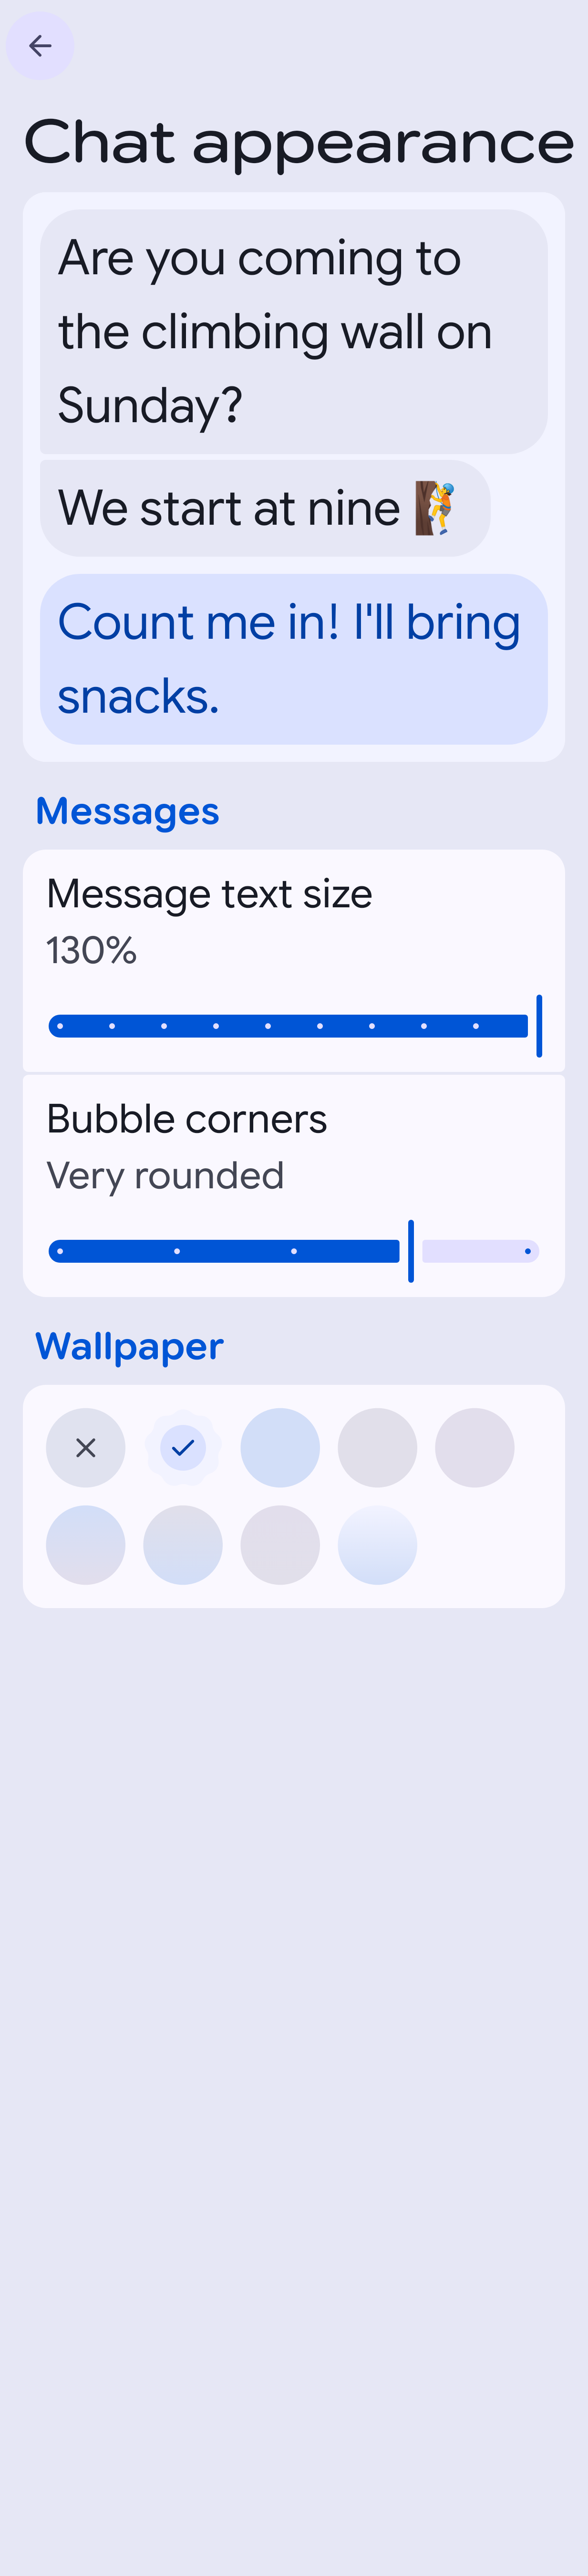 Chat appearance
Are you coming to
the climbing wall on
Sunday?
We start at nine 🧗
Count me in! I'll bring
snacks.
Messages
Message text size
130%
Bubble corners
Very rounded
Wallpaper